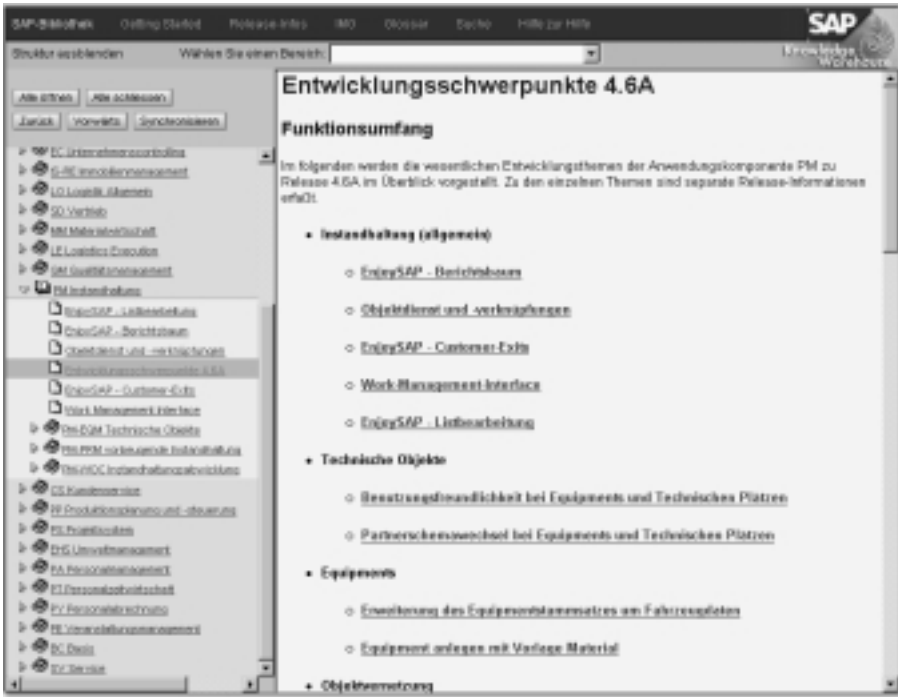 SAP-Bibliothek Getting Started Release-Infos IMG Glossar Suche Hilfe zur Hilfe
SAP
Struktur ausblenden Wählen Sie einen Bereich:
Knowledge
Warehouse
Alle öffnen Alle schliessen
Zurück Vorwärts Synchronisieren
EC Unternehmenscontrolling
IS-RE Immobilienmanagement
LO Logistik Allgemein
SD Vertrieb
MM Materialwirtschaft
LE Logistics Execution
QM Qualitätsmanagement
PM Instandhaltung
EnjoySAP - Listbearbeitung
EnjoySAP - Berichtsbaum
Objektdienst und -verknüpfungen
Entwicklungsschwerpunkte 4.6A
EnjoySAP - Customer-Exits
Work Management Interface
PM-EQM Technische Objekte
PM-PRM vorbeugende Instandhaltung
PM-WOC Instandhaltungsabwicklung
CS Kundenservice
PP Produktionsplanung und -steuerung
PS Projektsystem
EHS Umweltmanagement
PA Personalmanagement
PT Personalzeitwirtschaft
PY Personalabrechnung
PE Veranstaltungsmanagement
BC Basis
SV Service
Entwicklungsschwerpunkte 4.6A
Funktionsumfang
Im folgenden werden die wesentlichen Entwicklungsthemen der Anwendungskomponente PM zu
Release 4.6A im Überblick vorgestellt. Zu den einzelnen Themen sind separate Release-Informationen
erfaßt.
• Instandhaltung (allgemein)
○ EnjoySAP - Berichtsbaum
○ Objektdienst und -verknüpfungen
○ EnjoySAP - Customer-Exits
○ Work-Management-Interface
○ EnjoySAP - Listbearbeitung
• Technische Objekte
○ Benutzungsfreundlichkeit bei Equipments und Technischen Plätzen
○ Partnerschemawechsel bei Equipments und Technischen Plätzen
• Equipments
○ Erweiterung des Equipmentstammsatzes um Fahrzeugdaten
○ Equipment anlegen mit Vorlage Material
• Objektvernetzung